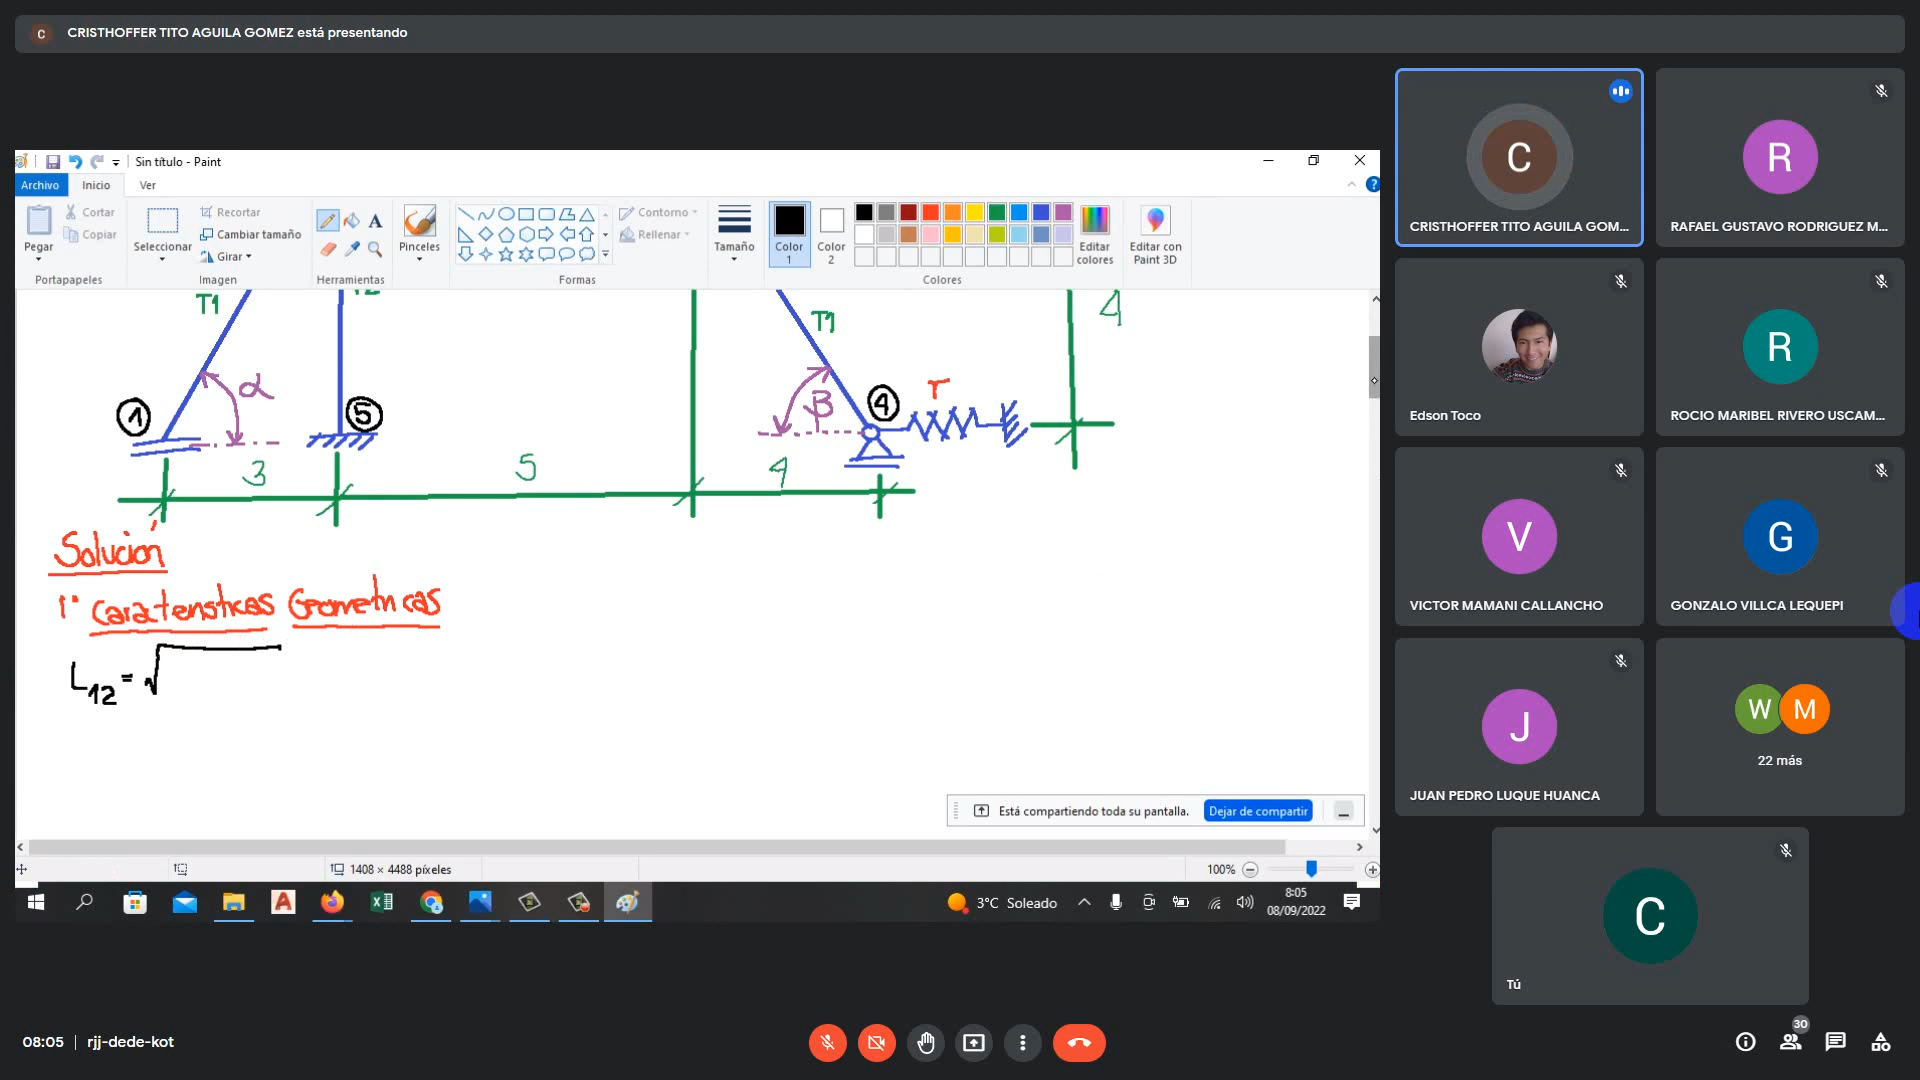 C CRISTHOFFER TITO AGUILA GOMEZ está presentando
Sin título - Paint
Archivo Inicio Ver
Pegar
Cortar
Copiar
Portapapeles
Seleccionar
Recortar
Cambiar tamaño
Girar
Imagen
A
Herramientas
Pinceles
Formas
Contorno
Rellenar
Tamaño
Color 1
Color 2
Editar colores
Editar con Paint 3D
Colores
T1
α
1
5
T1
β
4
r
4
3
5
4
Solución
1° Caracteristicas Geometricas
L12 = √
Está compartiendo toda su pantalla.
Dejar de compartir
1408 × 4488 píxeles
100%
3°C Soleado
8:05
08/09/2022
C
CRISTHOFFER TITO AGUILA GOM...
R
RAFAEL GUSTAVO RODRIGUEZ M...
Edson Toco
R
ROCIO MARIBEL RIVERO USCAM...
V
VICTOR MAMANI CALLANCHO
G
GONZALO VILLCA LEQUEPI
J
JUAN PEDRO LUQUE HUANCA
W M
22 más
C
Tú
08:05 | rjj-dede-kot
30